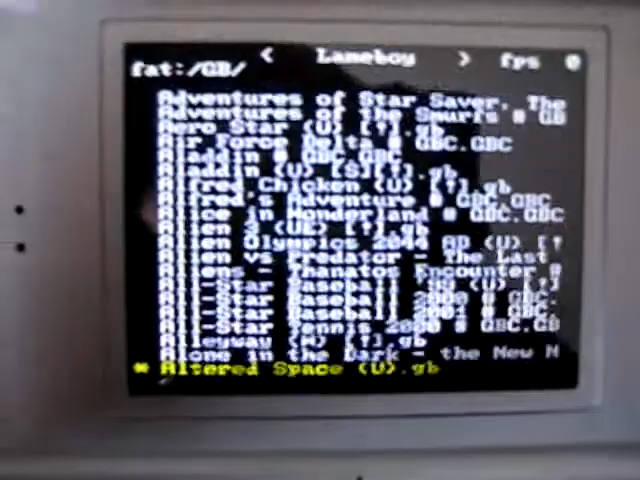 < Lameboy > fps 0
fat:/GB/
Adventures of Star Saver, The
Adventures of the Smurfs # GB
Aero Star (U) [!].gb
Air Force Delta # GBC.GBC
Aladdin # GBC.GBC
Aladdin (U) [S][!].gb
Alfred Chicken (U) [!].gb
Alfred's Adventure # GBC.GBC
Alice in Wonderland # GBC.GBC
Alien 3 (UE) [!].gb
Alien Olympics 2044 AD (U) [!
Alien vs Predator - The Last
Aliens - Thanatos Encounter #
All-Star Baseball 99 (U) [!]
All-Star Baseball 2000 # GBC.
All-Star Baseball 2001 # GBC.
All-Star Tennis 2000 # GBC.GB
Alleyway (W) [!].gb
Alone in the Dark - the New N
* Altered Space (U).gb